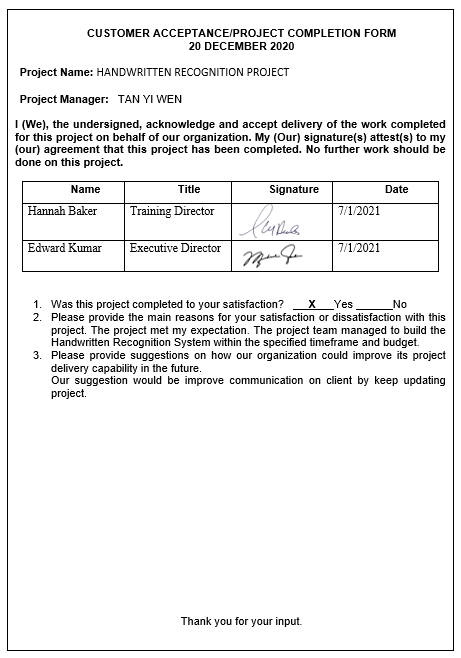 CUSTOMER ACCEPTANCE/PROJECT COMPLETION FORM
20 DECEMBER 2020
Project Name: HANDWRITTEN RECOGNITION PROJECT
Project Manager: TAN YI WEN
I (We), the undersigned, acknowledge and accept delivery of the work completed
for this project on behalf of our organization. My (Our) signature(s) attest(s) to my
(our) agreement that this project has been completed. No further work should be
done on this project.
Name Title Signature Date
Hannah Baker Training Director 7/1/2021
Edward Kumar Executive Director 7/1/2021
1. Was this project completed to your satisfaction? __X___Yes ______No
2. Please provide the main reasons for your satisfaction or dissatisfaction with this
project. The project met my expectation. The project team managed to build the
Handwritten Recognition System within the specified timeframe and budget.
3. Please provide suggestions on how our organization could improve its project
delivery capability in the future.
Our suggestion would be improve communication on client by keep updating
project.
Thank you for your input.